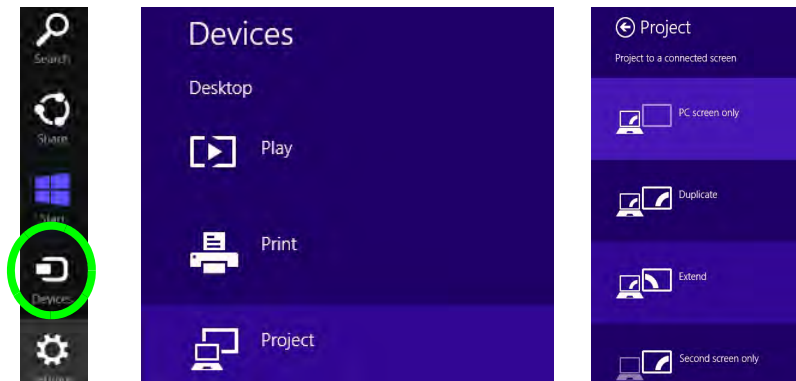 Search
Share
Start
Devices
Devices
Desktop
Play
Print
Project
Project
Project to a connected screen
PC screen only
Duplicate
Extend
Second screen only